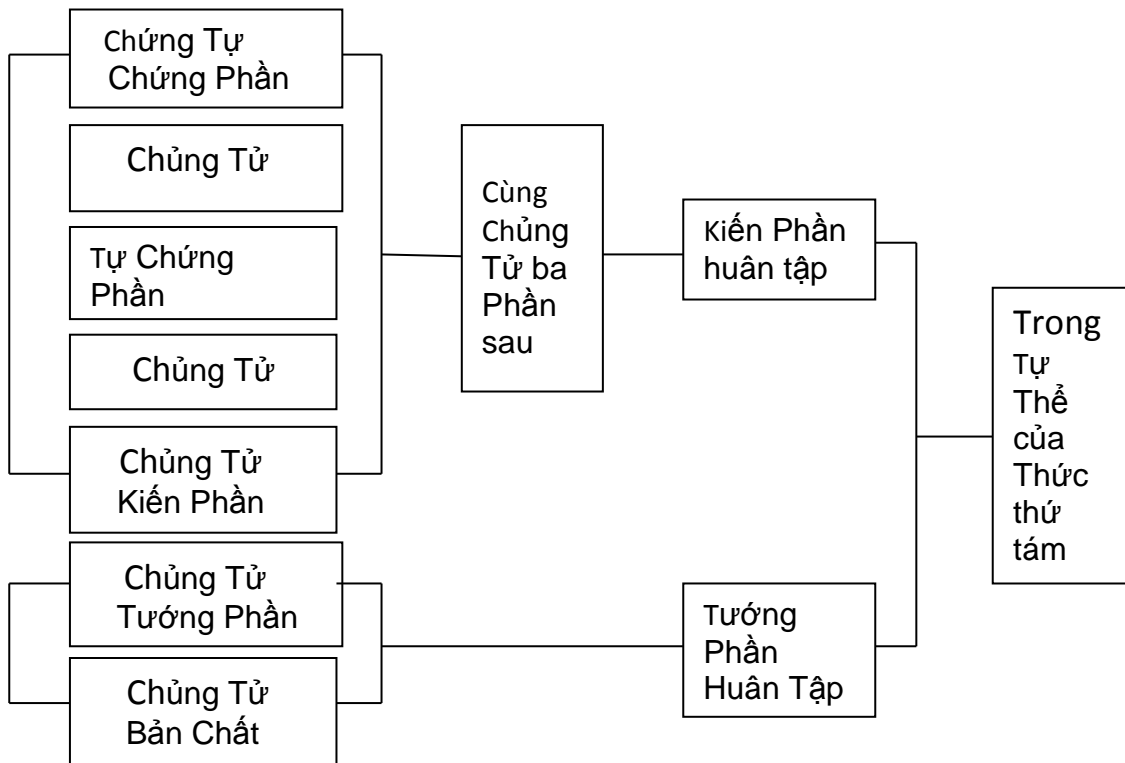 Chứng Tự
Chứng Phần
Chủng Tử
Tự Chứng
Phần
Chủng Tử
Chủng Tử
Kiến Phần
Chủng Tử
Tướng Phần
Chủng Tử
Bản Chất
Cùng
Chủng
Tử ba
Phần
sau
Kiến Phần
huân tập
Tướng
Phần
Huân Tập
Trong
Tự
Thể
của
Thức
thứ
tám